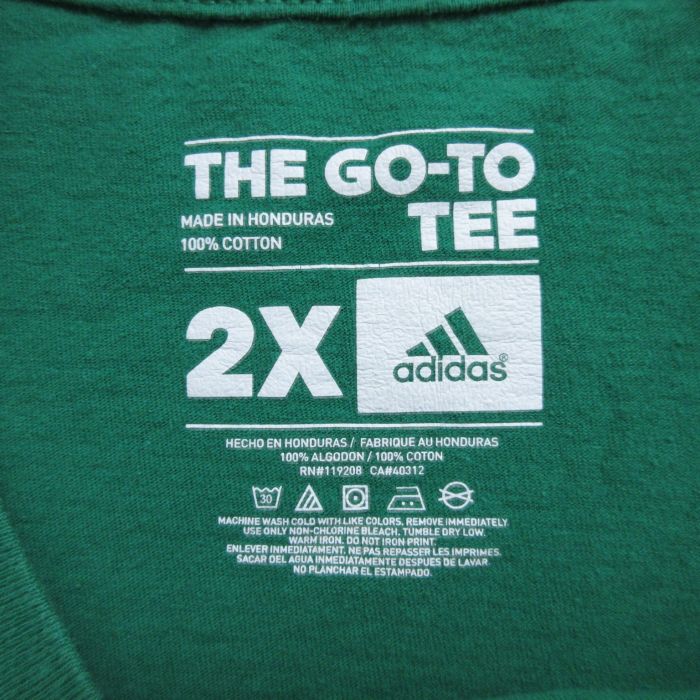 THE GO-TO
TEE
MADE IN HONDURAS
100% COTTON
2X
adidas®
HECHO EN HONDURAS / FABRIQUE AU HONDURAS
100% ALGODON / 100% COTON
RN#119208 CA#40312
30
MACHINE WASH COLD WITH LIKE COLORS, REMOVE IMMEDIATELY
USE ONLY NON-CHLORINE BLEACH. TUMBLE DRY LOW.
WARM IRON. DO NOT IRON PRINT.
ENLEVER INMEDIATAMENT. NE PAS REPASSER LES IMPRIMES.
SACAR DEL AGUA INMEDIATAMENTE DESPUES DE LAVAR.
NO PLANCHAR EL ESTAMPADO.